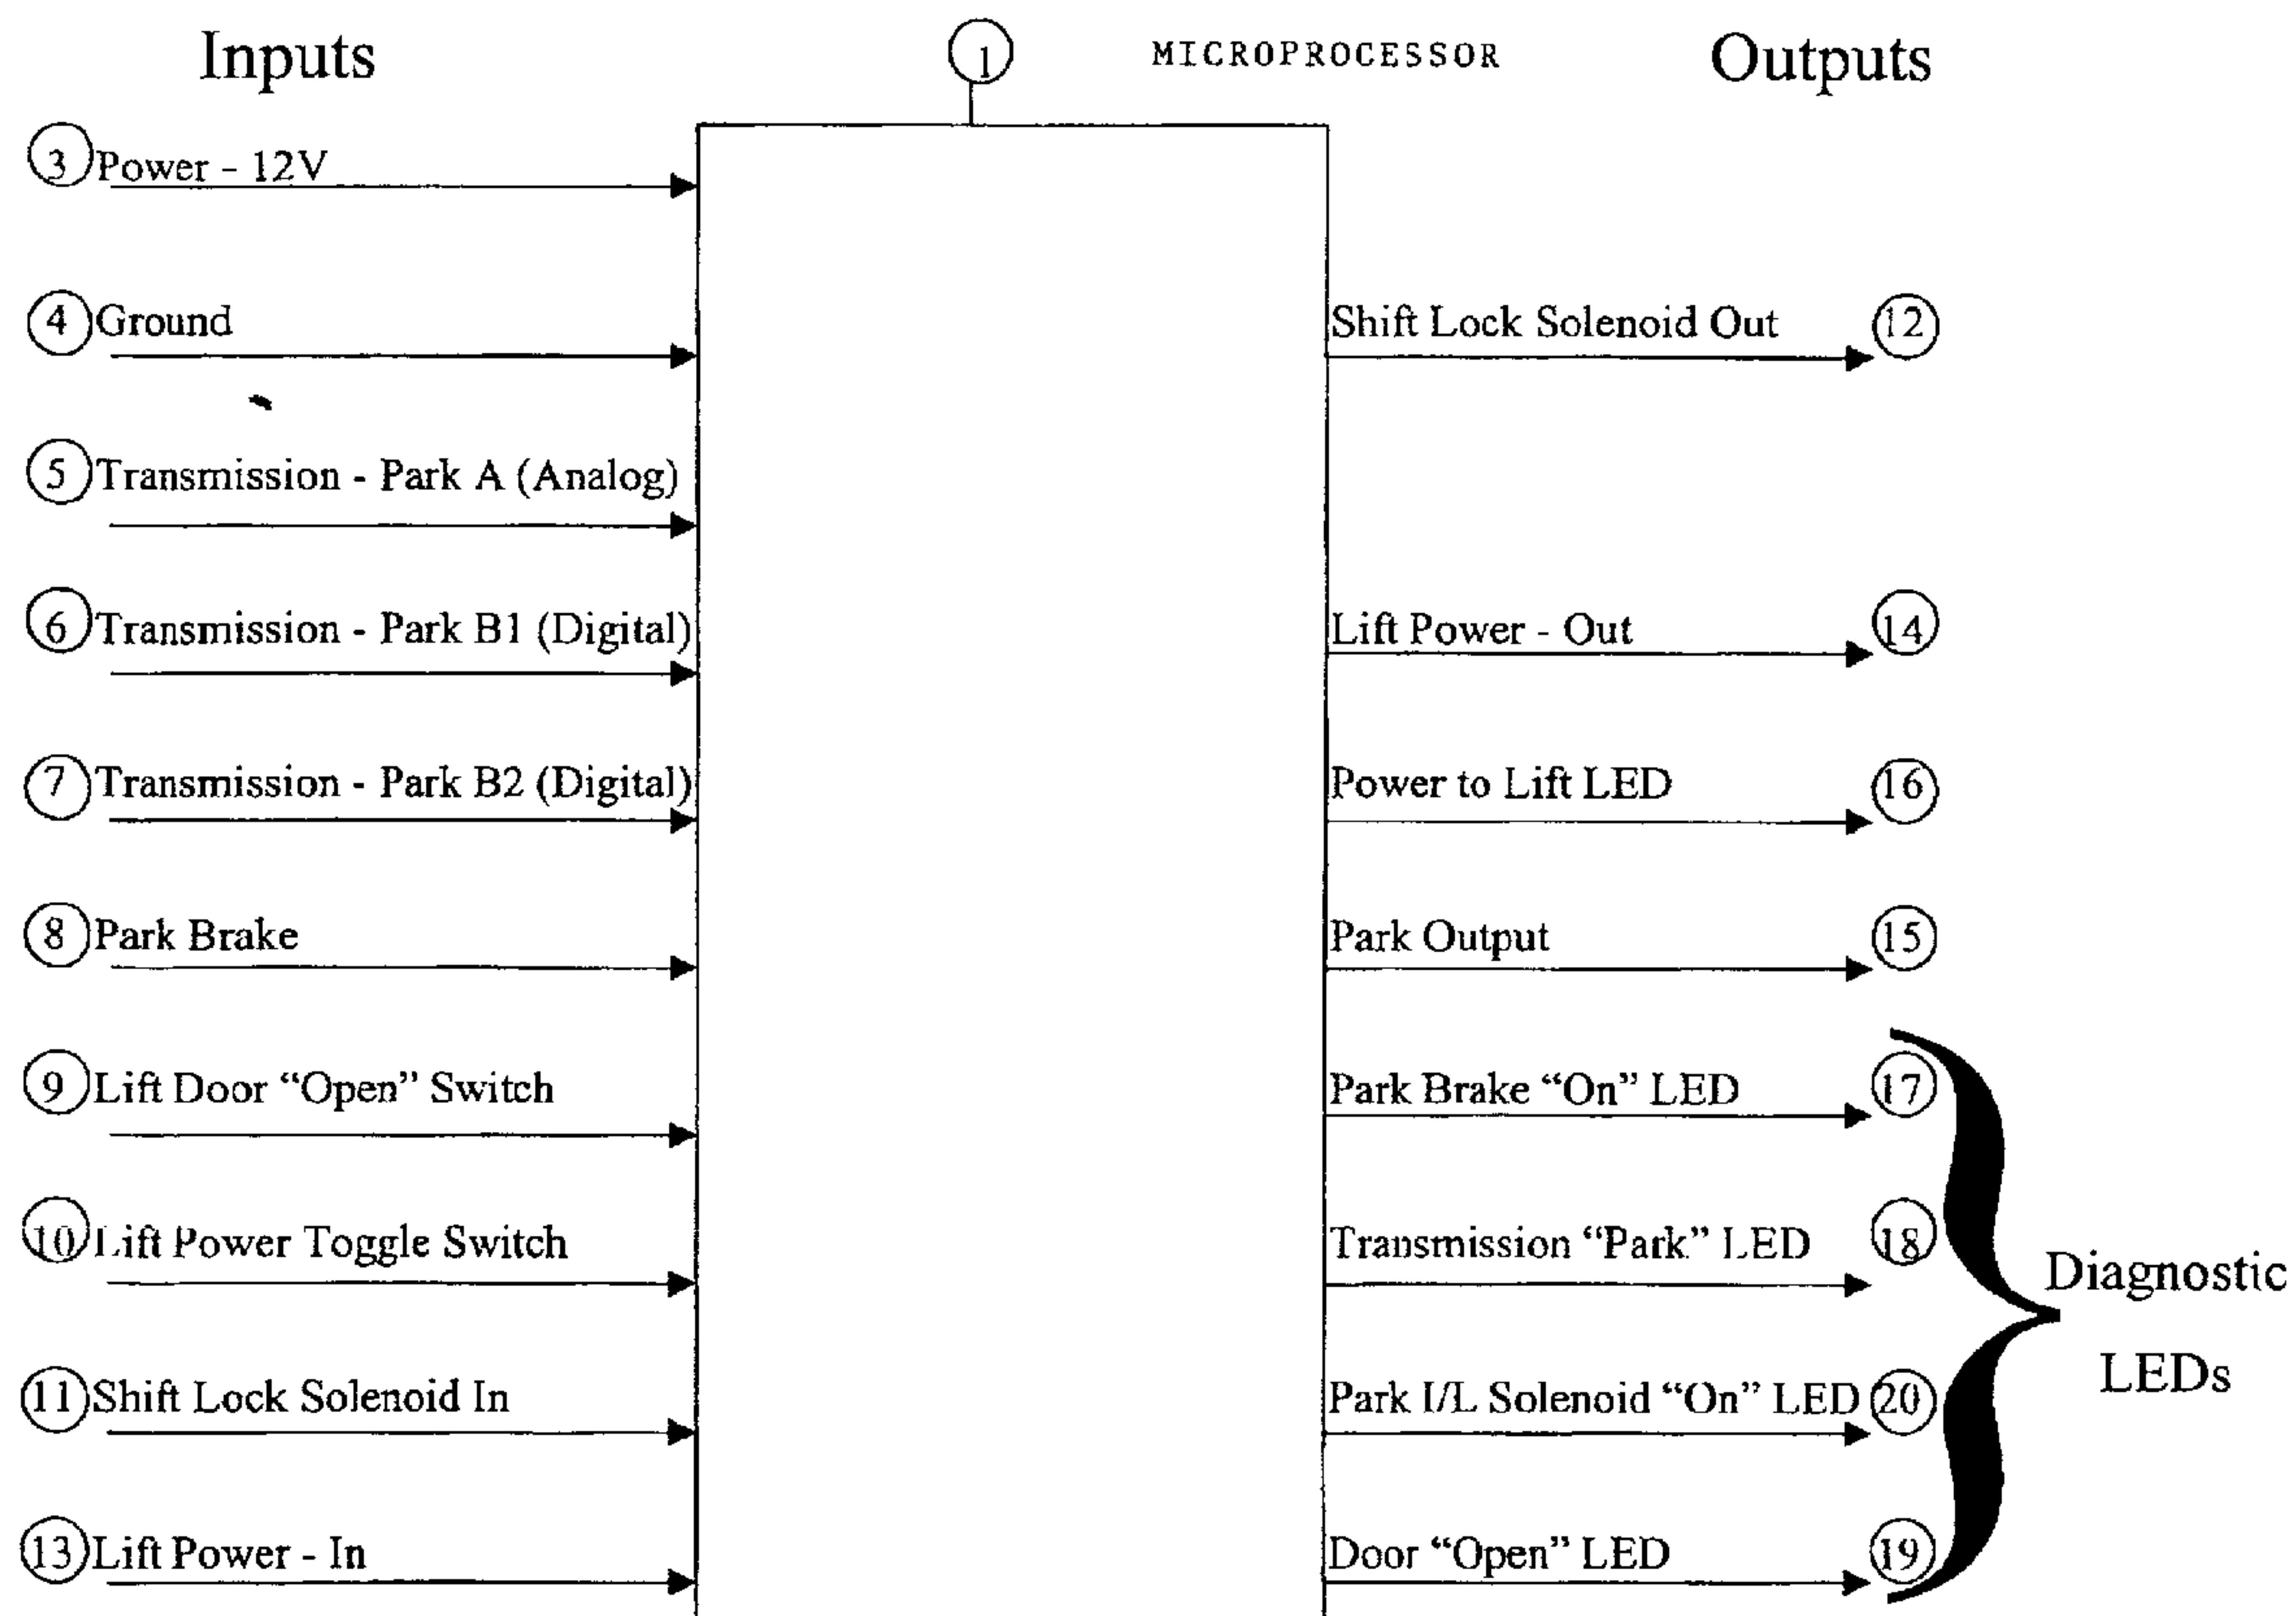 Inputs
1 MICROPROCESSOR
Outputs
3 Power - 12V
4 Ground
Shift Lock Solenoid Out 12
5 Transmission - Park A (Analog)
6 Transmission - Park B1 (Digital)
Lift Power - Out 14
7 Transmission - Park B2 (Digital)
Power to Lift LED 16
8 Park Brake
Park Output 15
9 Lift Door “Open” Switch
Park Brake “On” LED 17
10 Lift Power Toggle Switch
Transmission “Park” LED 18
11 Shift Lock Solenoid In
Park I/L Solenoid “On” LED 20
13 Lift Power - In
Door “Open” LED 19
Diagnostic
LEDs